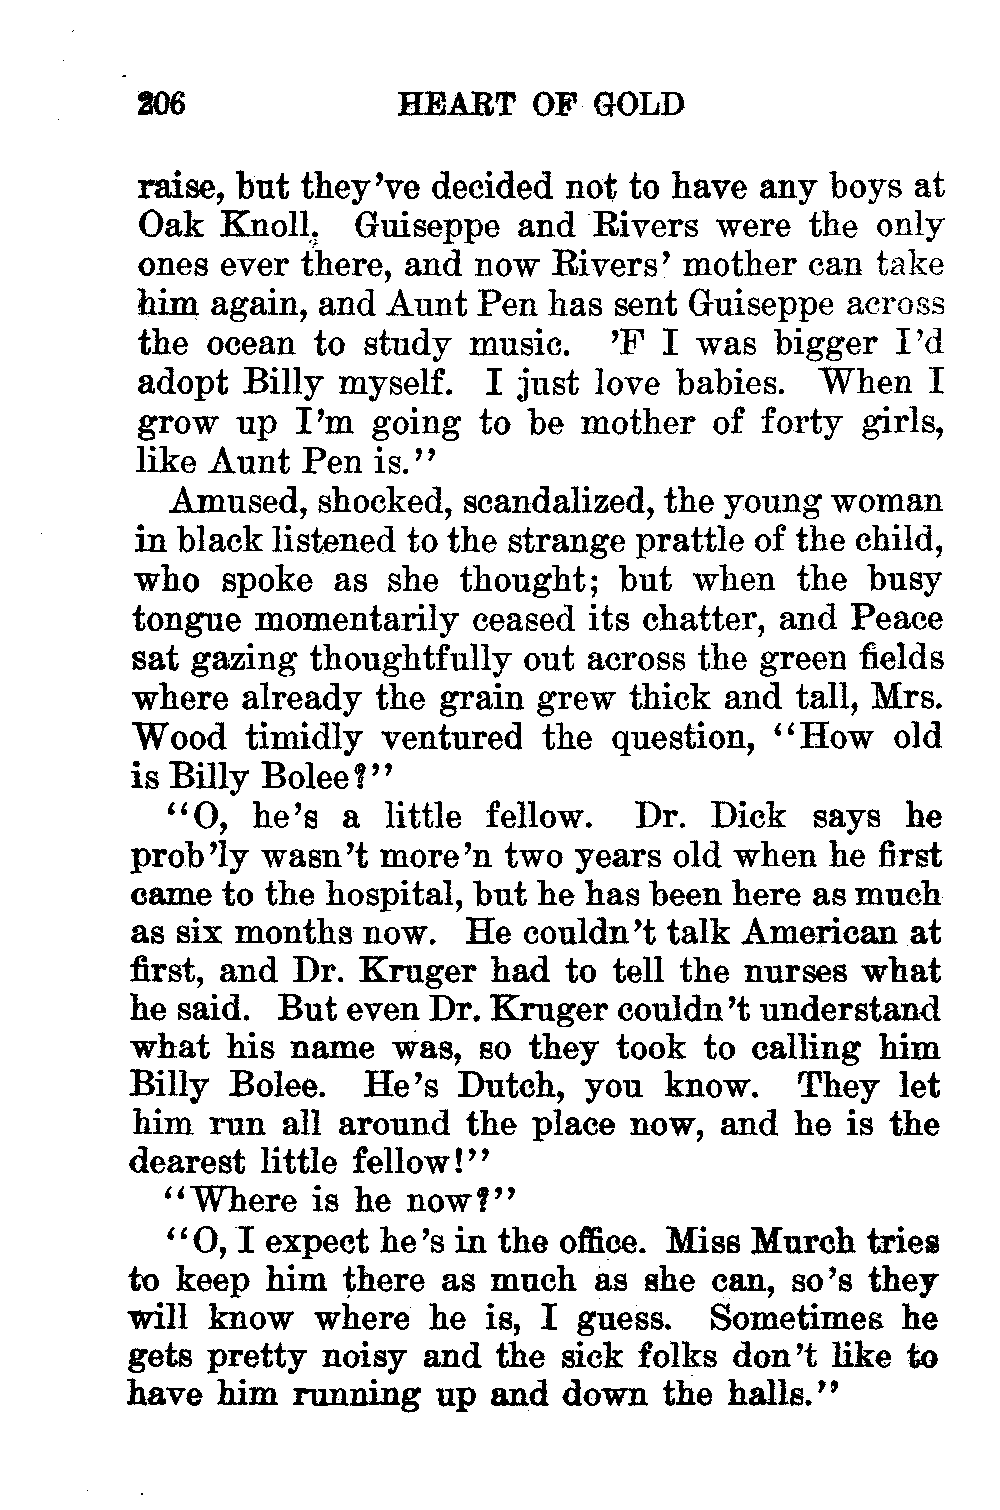 206 HEART OF GOLD
raise, but they've decided not to have any boys at
Oak Knoll. Guiseppe and Rivers were the only
ones ever there, and now Rivers' mother can take
him again, and Aunt Pen has sent Guiseppe across
the ocean to study music. 'F I was bigger I'd
adopt Billy myself. I just love babies. When I
grow up I'm going to be mother of forty girls,
like Aunt Pen is."
Amused, shocked, scandalized, the young woman
in black listened to the strange prattle of the child,
who spoke as she thought; but when the busy
tongue momentarily ceased its chatter, and Peace
sat gazing thoughtfully out across the green fields
where already the grain grew thick and tall, Mrs.
Wood timidly ventured the question, "How old
is Billy Bolee?"
"O, he's a little fellow. Dr. Dick says he
prob'ly wasn't more'n two years old when he first
came to the hospital, but he has been here as much
as six months now. He couldn't talk American at
first, and Dr. Kruger had to tell the nurses what
he said. But even Dr. Kruger couldn't understand
what his name was, so they took to calling him
Billy Bolee. He's Dutch, you know. They let
him run all around the place now, and he is the
dearest little fellow!"
"Where is he now?"
"O, I expect he's in the office. Miss Murch tries
to keep him there as much as she can, so's they
will know where he is, I guess. Sometimes he
gets pretty noisy and the sick folks don't like to
have him running up and down the halls."